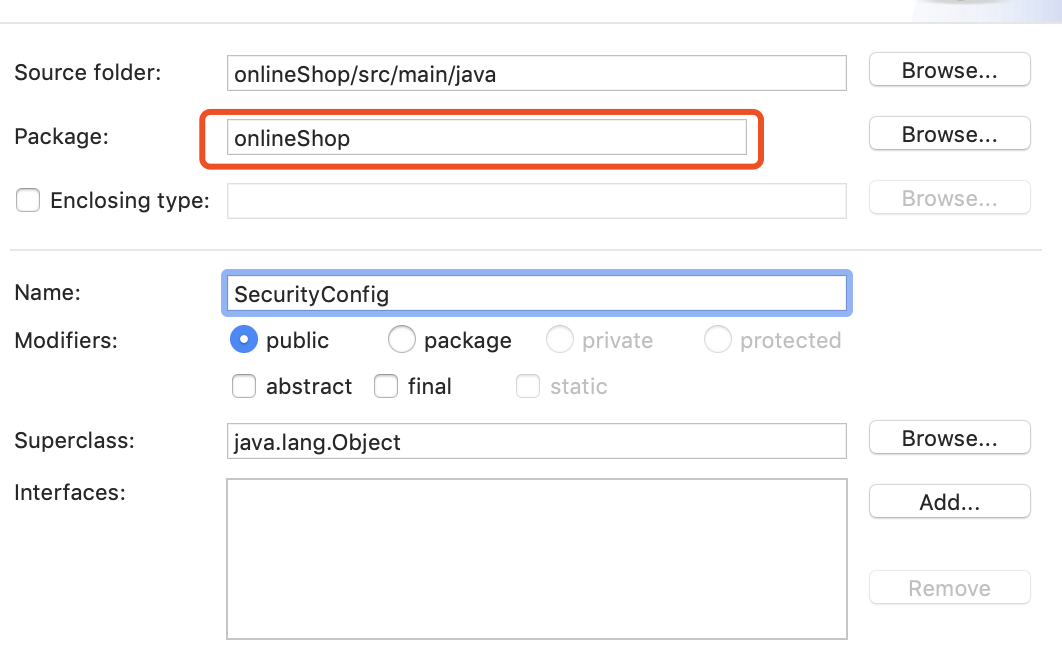 Source folder: onlineShop/src/main/java Browse...
Package: onlineShop Browse...
Enclosing type: Browse...
Name: SecurityConfig
Modifiers: public package private protected
abstract final static
Superclass: java.lang.Object Browse...
Interfaces: Add...
Remove